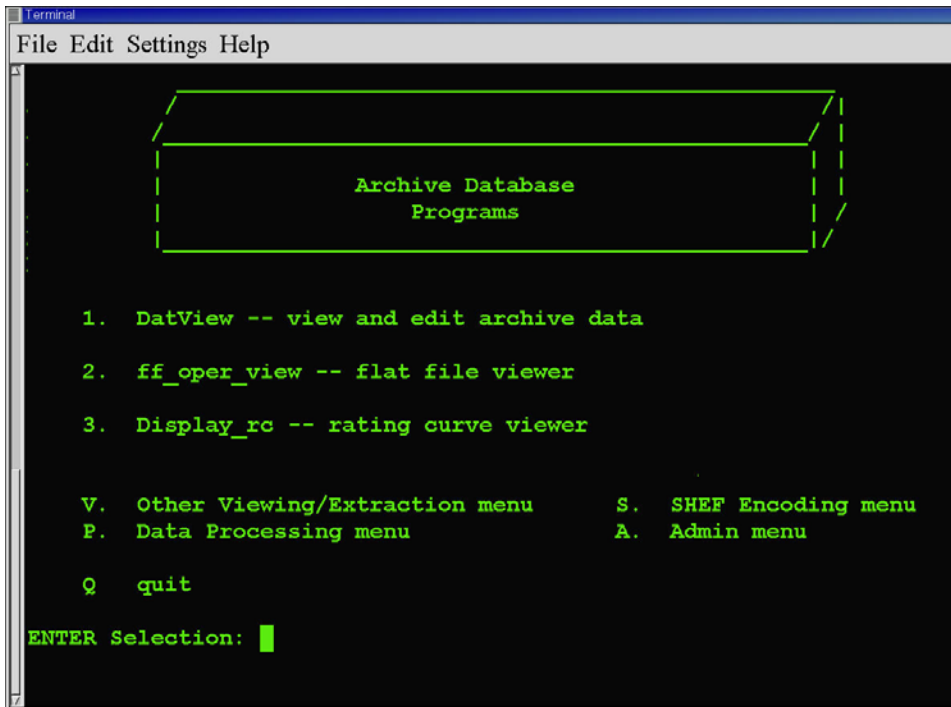 Terminal
File Edit Settings Help
Archive Database
Programs
1. DatView -- view and edit archive data
2. ff_oper_view -- flat file viewer
3. Display_rc -- rating curve viewer
V. Other Viewing/Extraction menu S. SHEF Encoding menu
P. Data Processing menu A. Admin menu
Q quit
ENTER Selection: